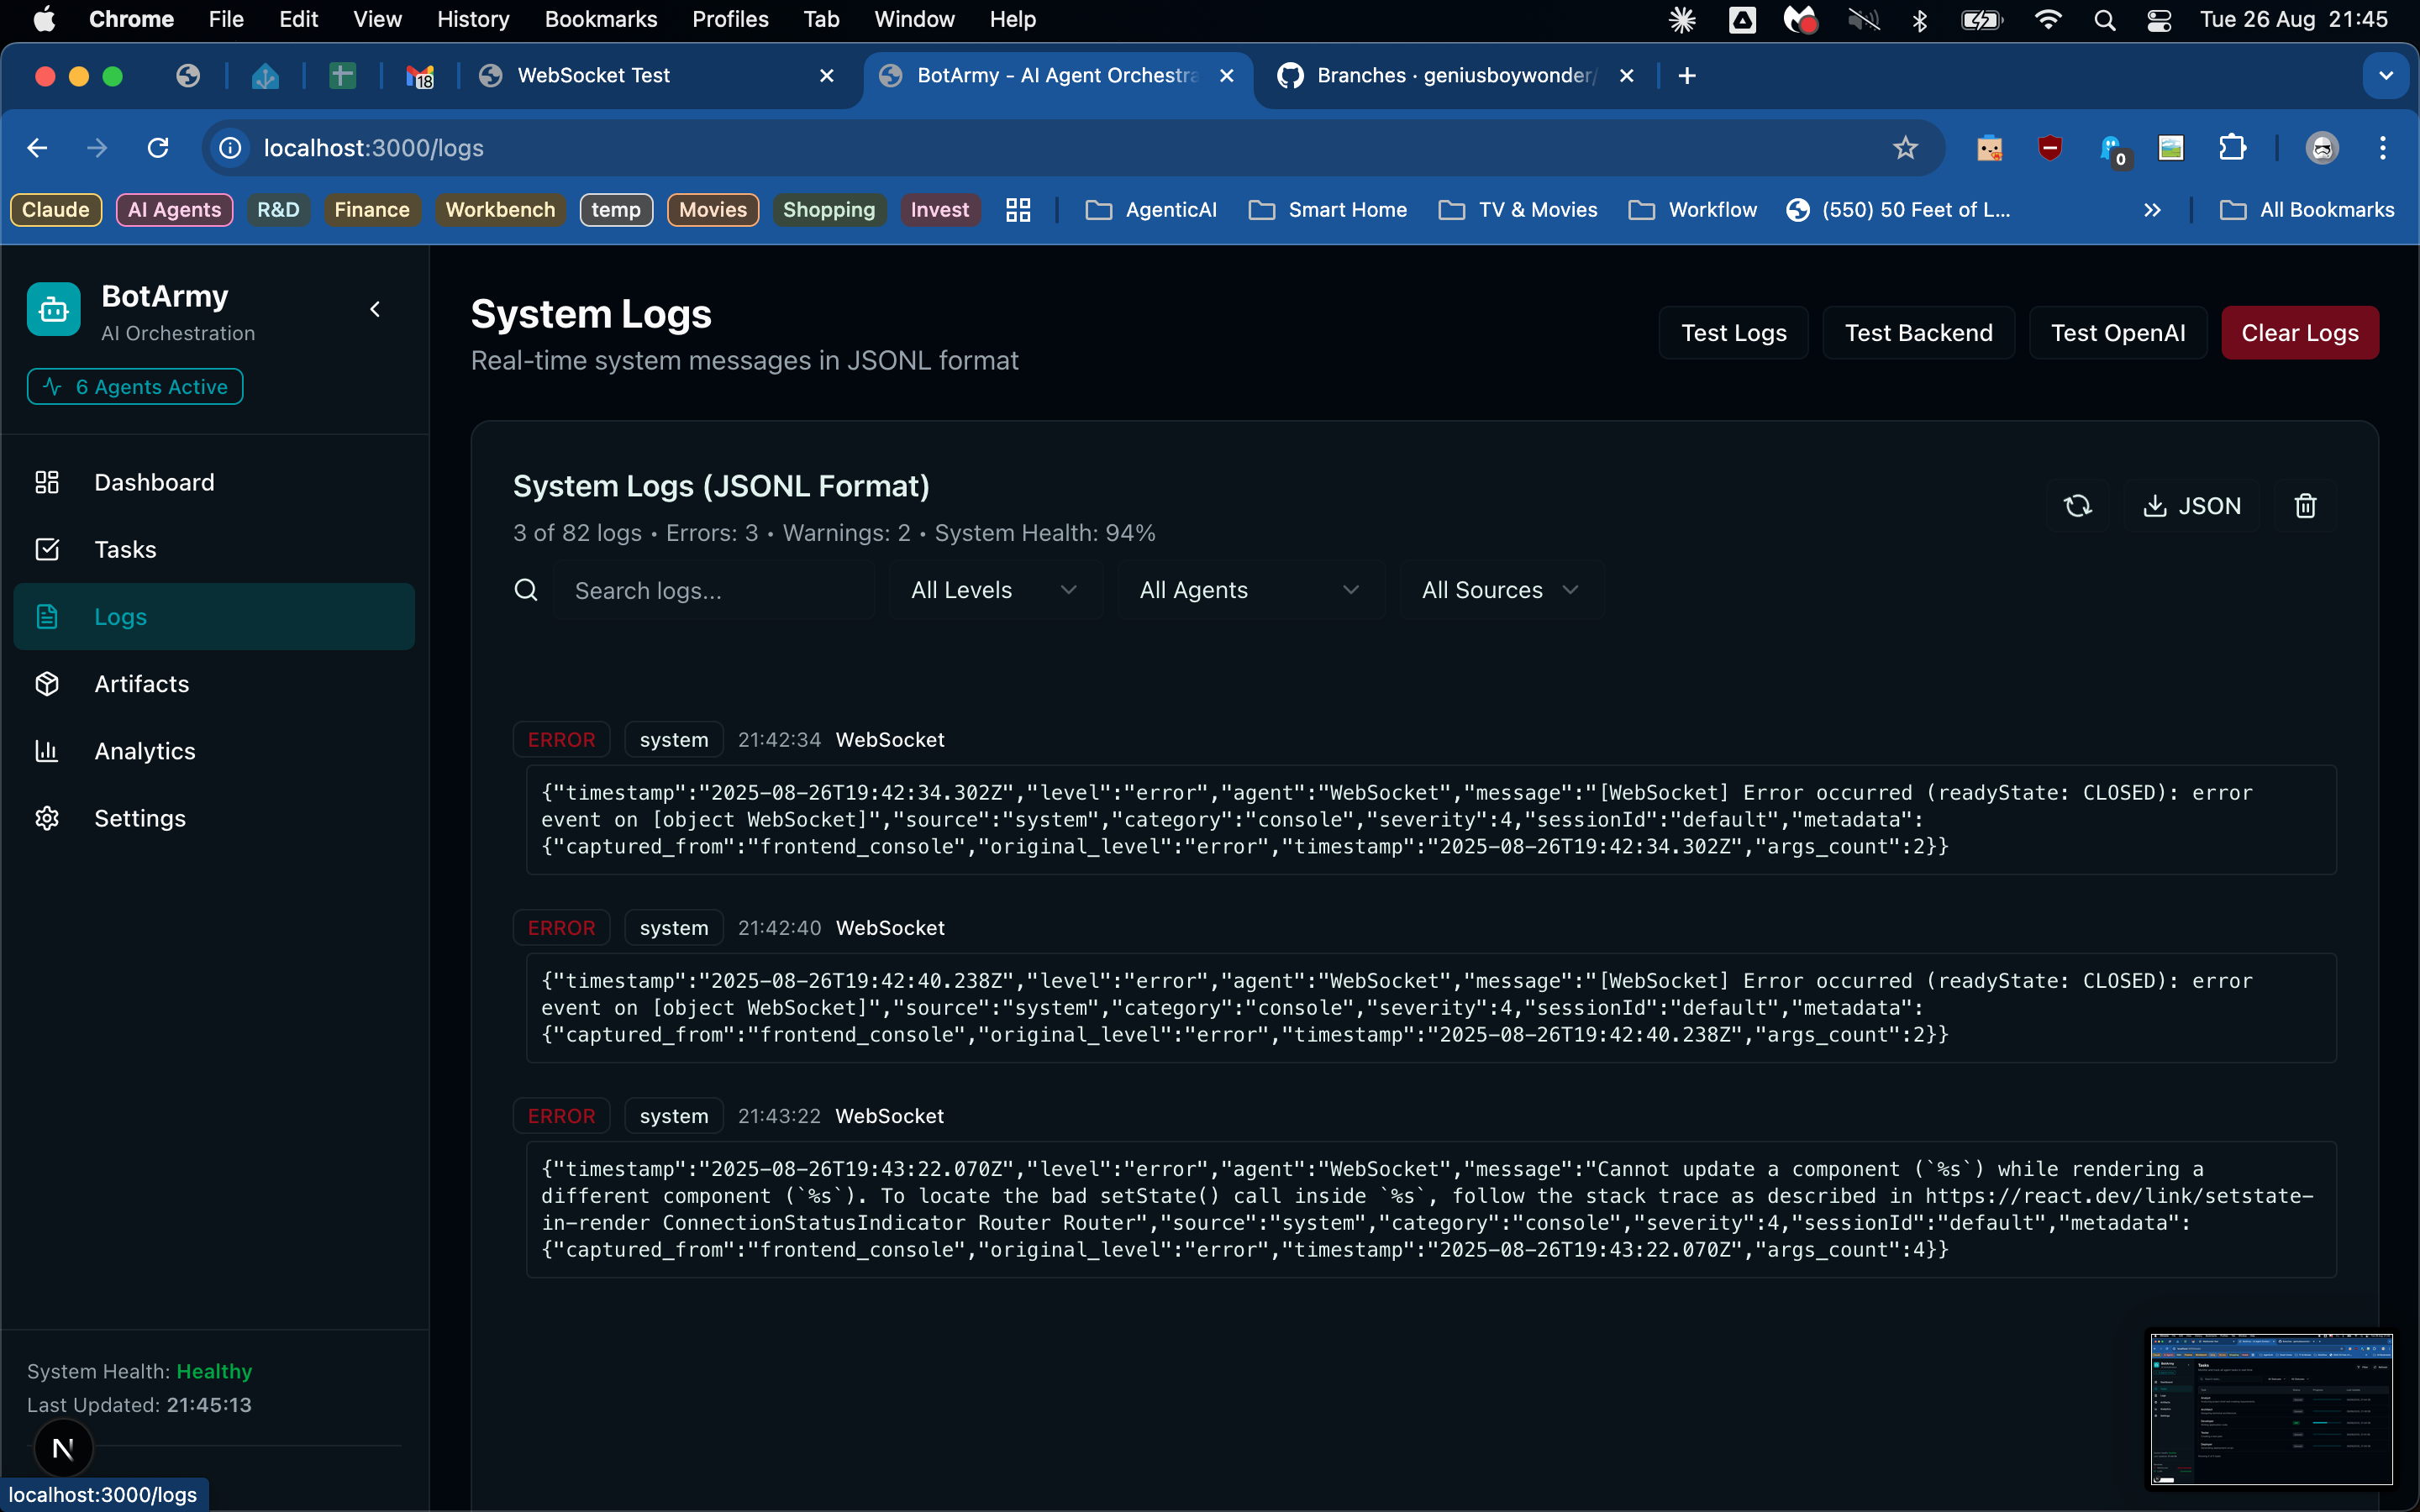 Chrome File Edit View History Bookmarks Profiles Tab Window Help Tue 26 Aug 21:45
18 WebSocket Test BotArmy - AI Agent Orchestra Branches · geniusboywonder/
localhost:3000/logs 0
Claude AI Agents R&D Finance Workbench temp Movies Shopping Invest AgenticAI Smart Home TV & Movies Workflow (550) 50 Feet of L... All Bookmarks
BotArmy
AI Orchestration
6 Agents Active
Dashboard
Tasks
Logs
Artifacts
Analytics
Settings
System Health: Healthy
Last Updated: 21:45:13
N
localhost:3000/logs
System Logs
Real-time system messages in JSONL format
Test Logs Test Backend Test OpenAI Clear Logs
System Logs (JSONL Format)
3 of 82 logs • Errors: 3 • Warnings: 2 • System Health: 94%
JSON
Search logs... All Levels All Agents All Sources
ERROR system 21:42:34 WebSocket
{"timestamp":"2025-08-26T19:42:34.302Z","level":"error","agent":"WebSocket","message":"[WebSocket] Error occurred (readyState: CLOSED): error
event on [object WebSocket]","source":"system","category":"console","severity":4,"sessionId":"default","metadata":
{"captured_from":"frontend_console","original_level":"error","timestamp":"2025-08-26T19:42:34.302Z","args_count":2}}
ERROR system 21:42:40 WebSocket
{"timestamp":"2025-08-26T19:42:40.238Z","level":"error","agent":"WebSocket","message":"[WebSocket] Error occurred (readyState: CLOSED): error
event on [object WebSocket]","source":"system","category":"console","severity":4,"sessionId":"default","metadata":
{"captured_from":"frontend_console","original_level":"error","timestamp":"2025-08-26T19:42:40.238Z","args_count":2}}
ERROR system 21:43:22 WebSocket
{"timestamp":"2025-08-26T19:43:22.070Z","level":"error","agent":"WebSocket","message":"Cannot update a component (`%s`) while rendering a
different component (`%s`). To locate the bad setState() call inside `%s`, follow the stack trace as described in https://react.dev/link/setstate-
in-render ConnectionStatusIndicator Router Router","source":"system","category":"console","severity":4,"sessionId":"default","metadata":
{"captured_from":"frontend_console","original_level":"error","timestamp":"2025-08-26T19:43:22.070Z","args_count":4}}